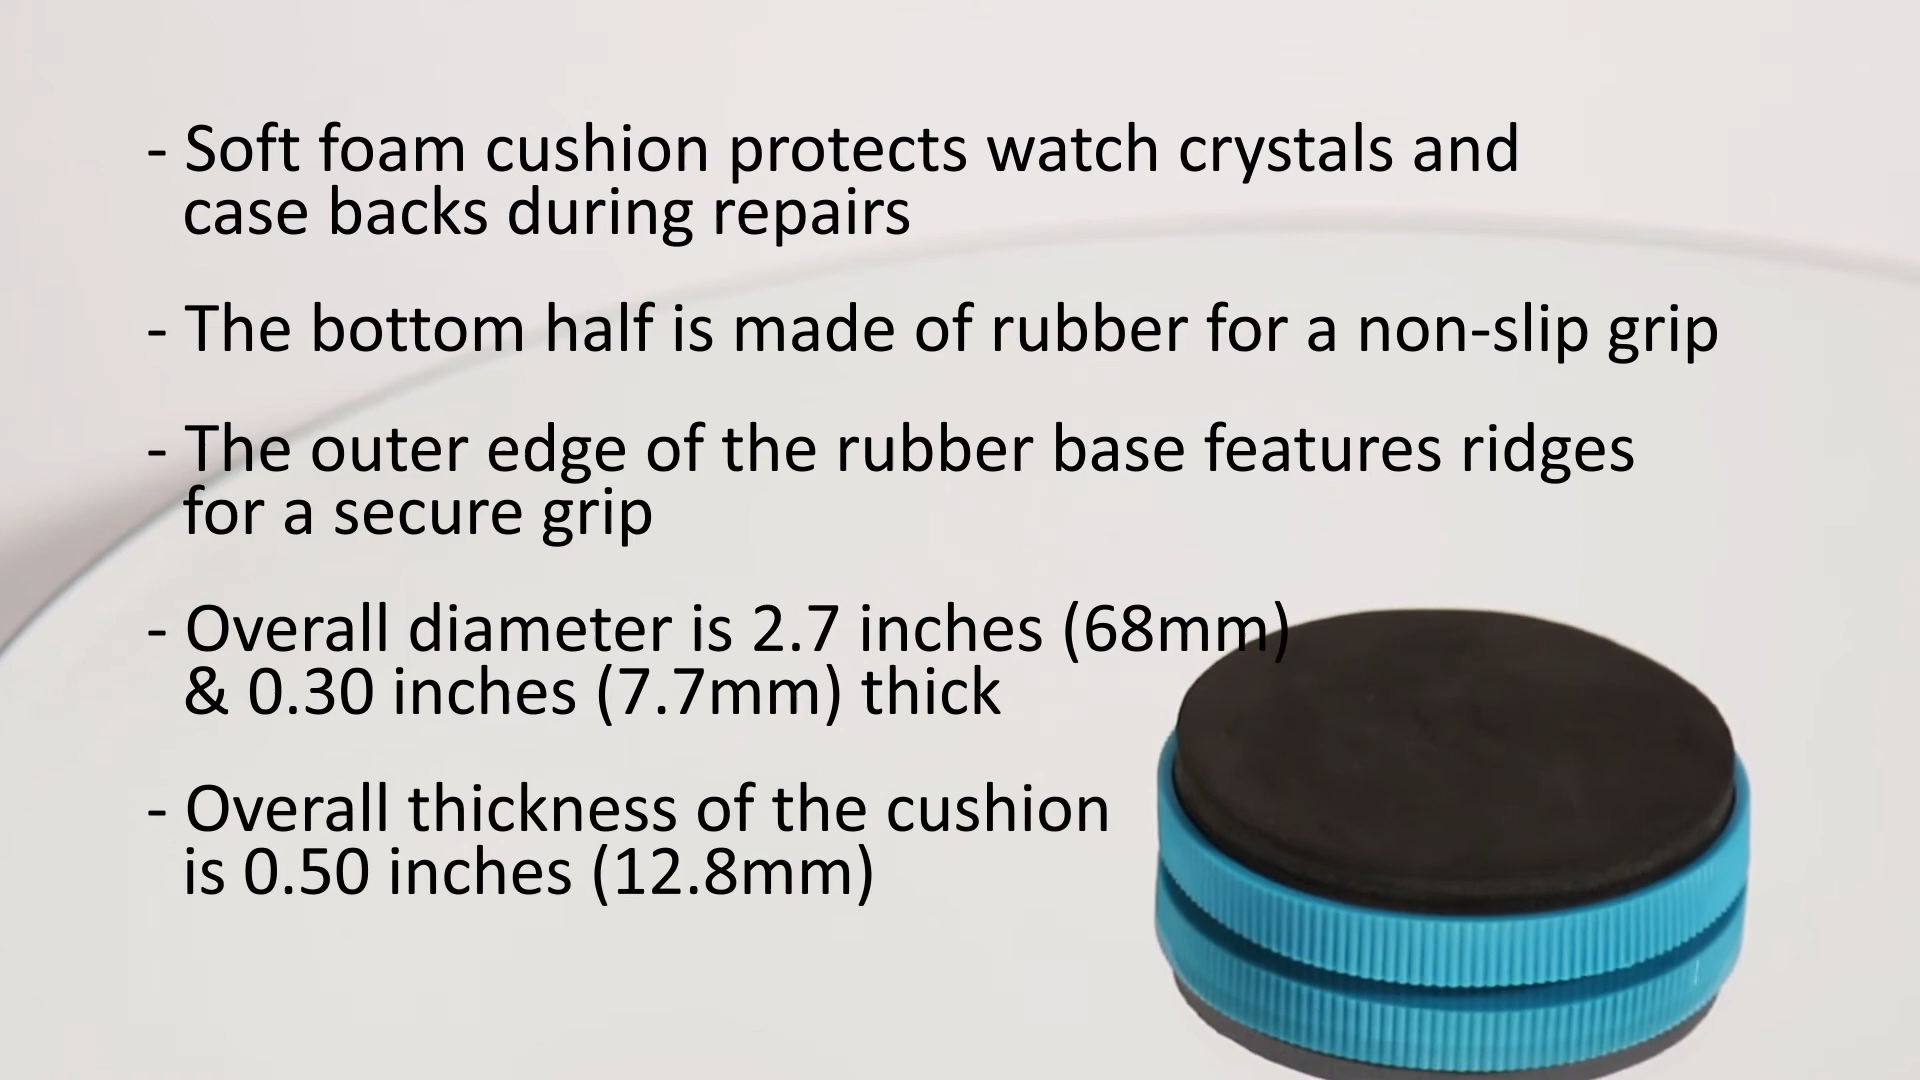 - Soft foam cushion protects watch crystals and
case backs during repairs
- The bottom half is made of rubber for a non-slip grip
- The outer edge of the rubber base features ridges
for a secure grip
- Overall diameter is 2.7 inches (68mm)
& 0.30 inches (7.7mm) thick
- Overall thickness of the cushion
is 0.50 inches (12.8mm)